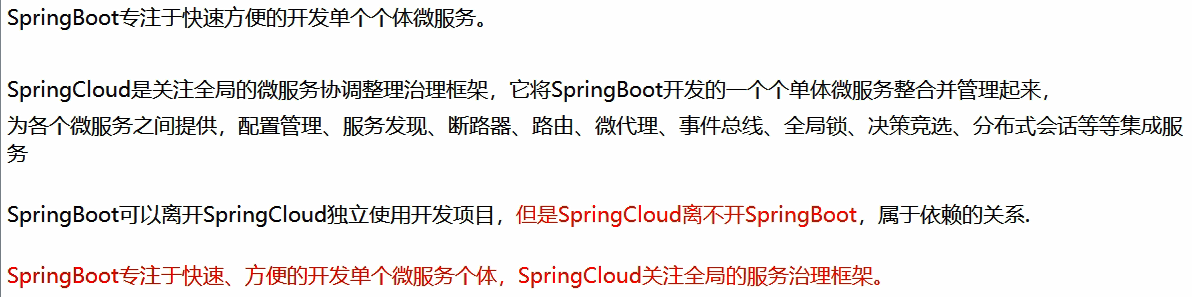 SpringBoot专注于快速方便的开发单个个体微服务。
SpringCloud是关注全局的微服务协调整理治理框架，它将SpringBoot开发的一个个单体微服务整合并管理起来，
为各个微服务之间提供，配置管理、服务发现、断路器、路由、微代理、事件总线、全局锁、决策竞选、分布式会话等等集成服
务
SpringBoot可以离开SpringCloud独立使用开发项目，但是SpringCloud离不开SpringBoot，属于依赖的关系.
SpringBoot专注于快速、方便的开发单个微服务个体，SpringCloud关注全局的服务治理框架。